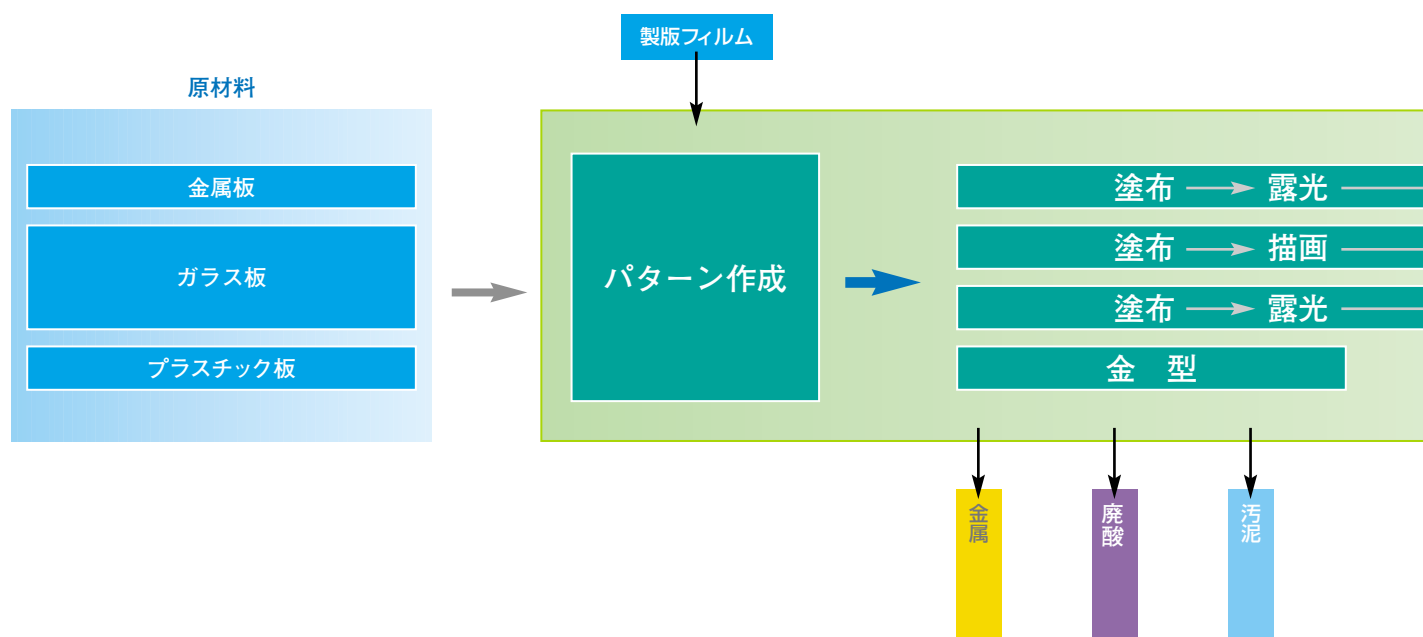 製版フィルム
原材料
金属板
ガラス板
プラスチック板
パターン作成
塗布 露光
塗布 描画
塗布 露光
金 型
金属
廃酸
汚泥